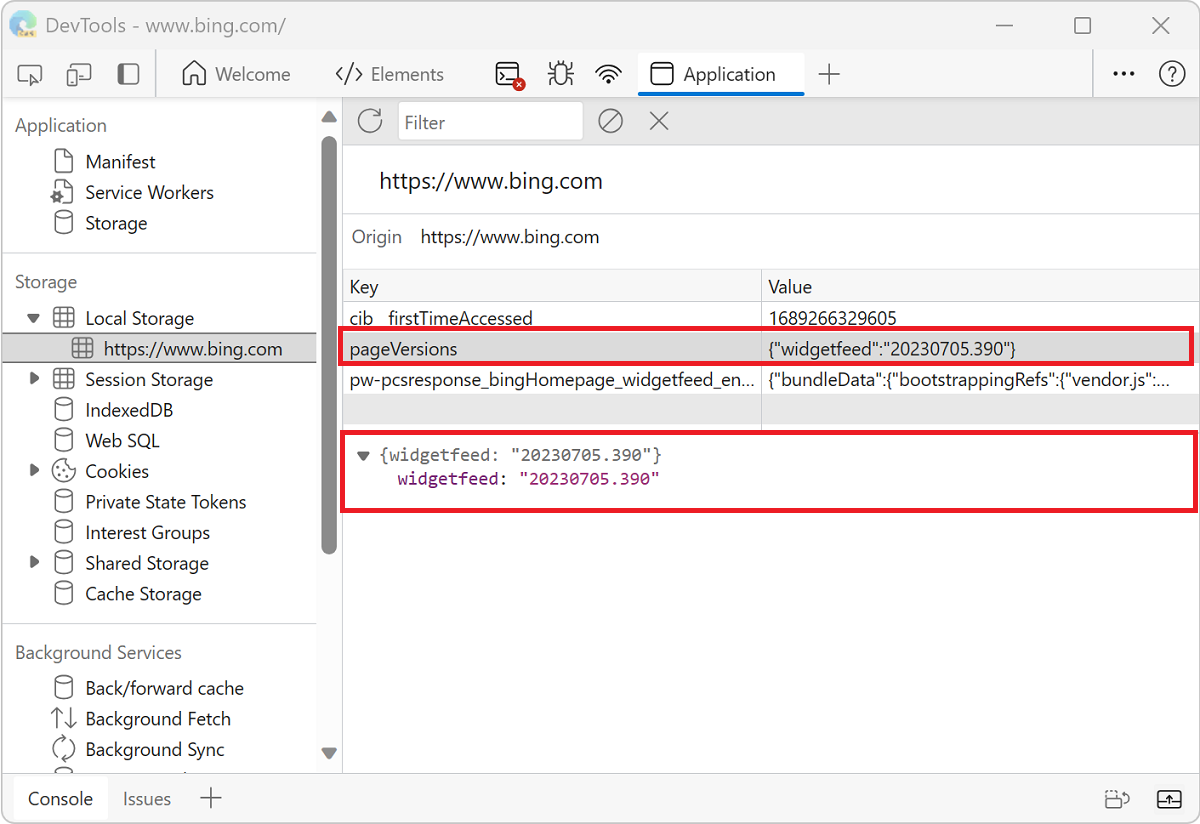 DevTools - www.bing.com/
Welcome
</> Elements
Application
Application
Manifest
Service Workers
Storage
Storage
Local Storage
https://www.bing.com
Session Storage
IndexedDB
Web SQL
Cookies
Private State Tokens
Interest Groups
Shared Storage
Cache Storage
Background Services
Back/forward cache
Background Fetch
Background Sync
Filter
https://www.bing.com
Origin https://www.bing.com
Key Value
cib_firstTimeAccessed 1689266329605
pageVersions {"widgetfeed":"20230705.390"}
pw-pcsresponse_bingHomepage_widgetfeed_en... {"bundleData":{"bootstrappingRefs":{"vendor.js":...
{widgetfeed: "20230705.390"}
widgetfeed: "20230705.390"
Console Issues